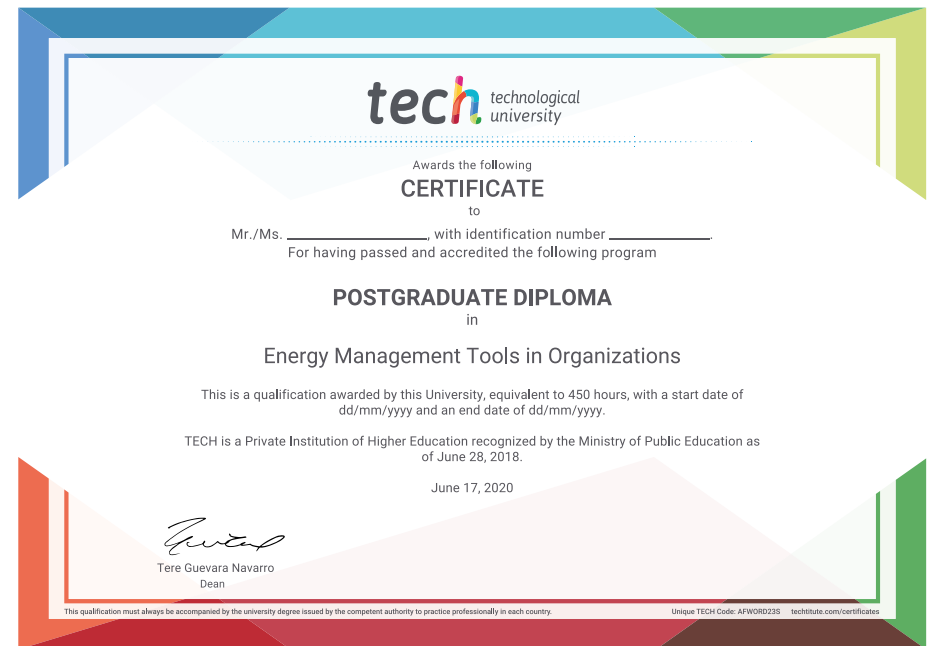 tech technological
university
Awards the following
CERTIFICATE
to
Mr./Ms. ____________________, with identification number ______________.
For having passed and accredited the following program
POSTGRADUATE DIPLOMA
in
Energy Management Tools in Organizations
This is a qualification awarded by this University, equivalent to 450 hours, with a start date of
dd/mm/yyyy and an end date of dd/mm/yyyy.
TECH is a Private Institution of Higher Education recognized by the Ministry of Public Education as
of June 28, 2018.
June 17, 2020
Tere Guevara Navarro
Dean
This qualification must always be accompanied by the university degree issued by the competent authority to practice professionally in each country.
Unique TECH Code: AFWORD23S techtitute.com/certificates